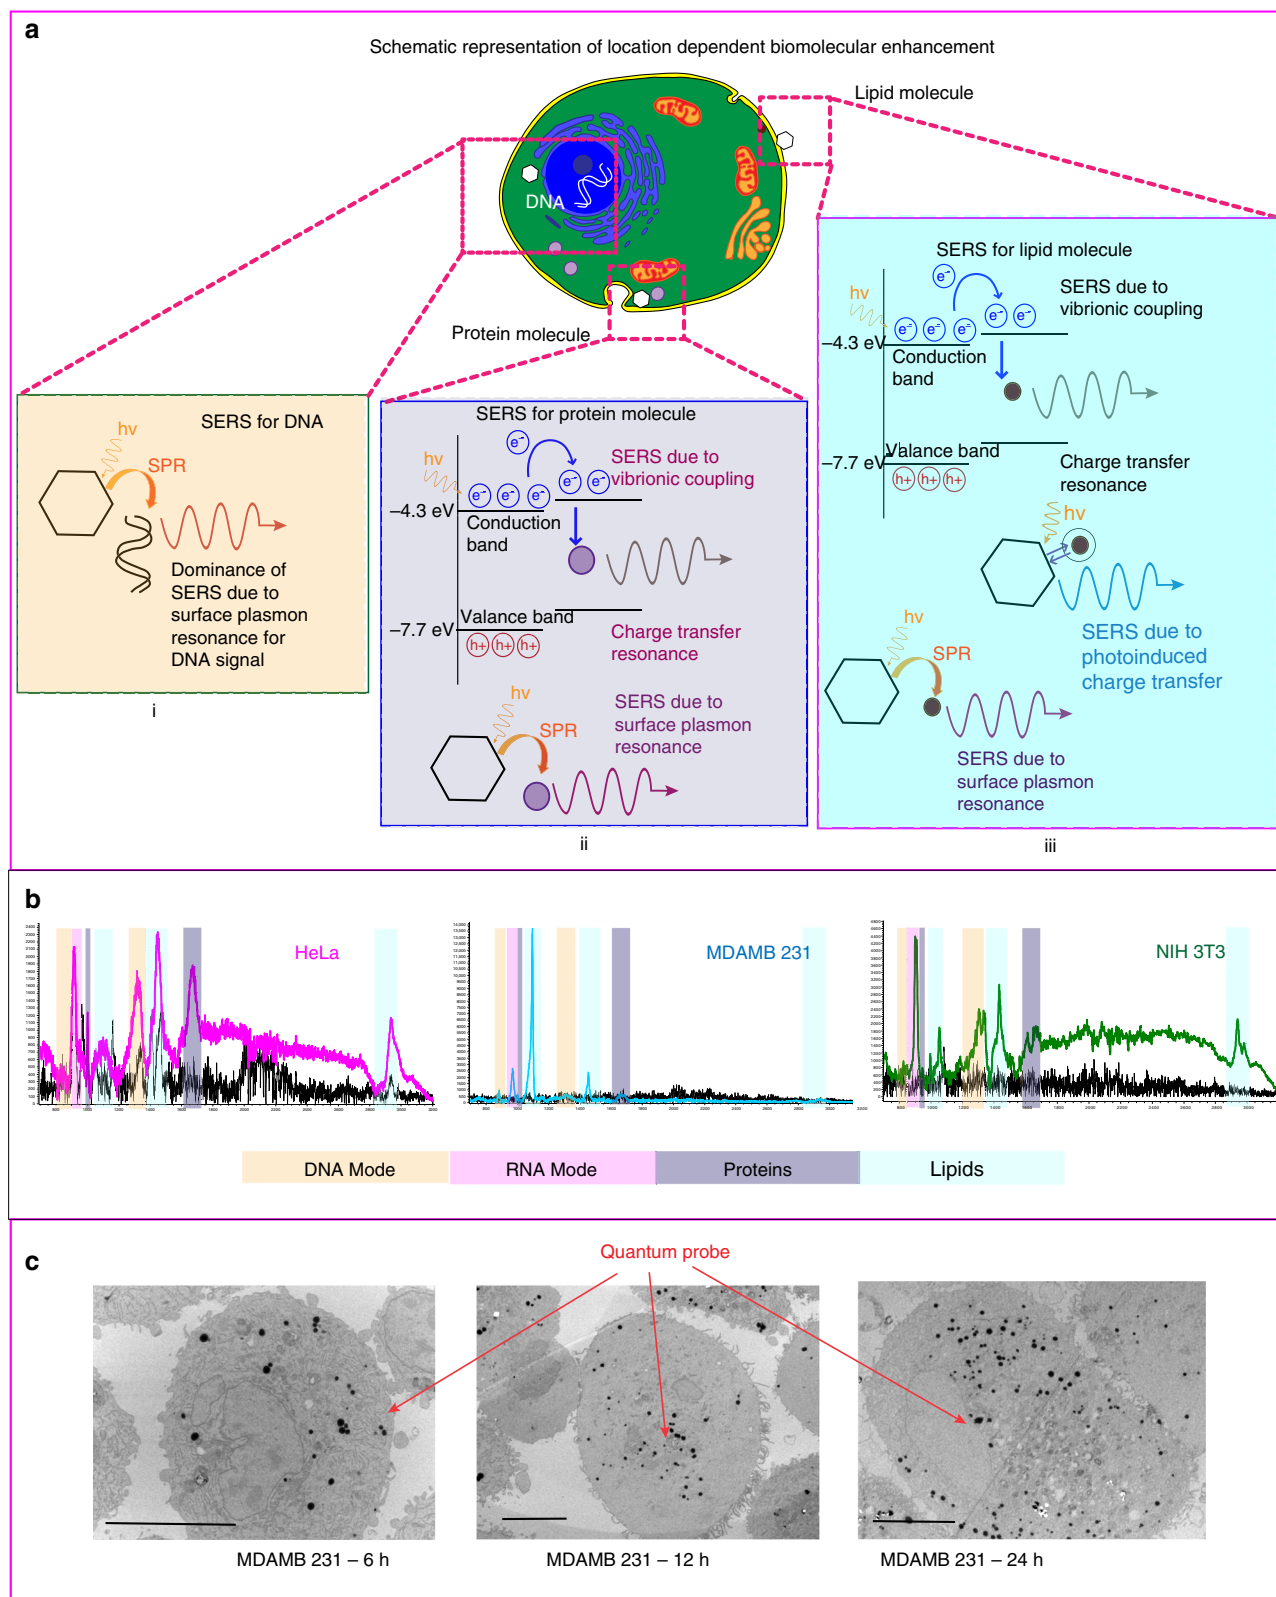 a
Schematic representation of location dependent biomolecular enhancement
Lipid molecule
DNA
Protein molecule
SERS for DNA
hv
SPR
Dominance of
SERS due to
surface plasmon
resonance for
DNA signal
i
SERS for protein molecule
e-
hv
SERS due to
vibrionic coupling
e- e-
e- e- e-
–4.3 eV
Conduction
band
Valance band
–7.7 eV
h+ h+ h+
Charge transfer
resonance
hv
SPR
SERS due to
surface plasmon
resonance
ii
SERS for lipid molecule
e-
hv
SERS due to
vibrionic coupling
e- e-
e- e- e-
–4.3 eV
Conduction
band
Valance band
–7.7 eV
h+ h+ h+
Charge transfer
resonance
hv
SERS due to
photoinduced
charge transfer
hv
SPR
SERS due to
surface plasmon
resonance
iii
b
HeLa
MDAMB 231
NIH 3T3
DNA Mode
RNA Mode
Proteins
Lipids
c
Quantum probe
MDAMB 231 – 6 h
MDAMB 231 – 12 h
MDAMB 231 – 24 h